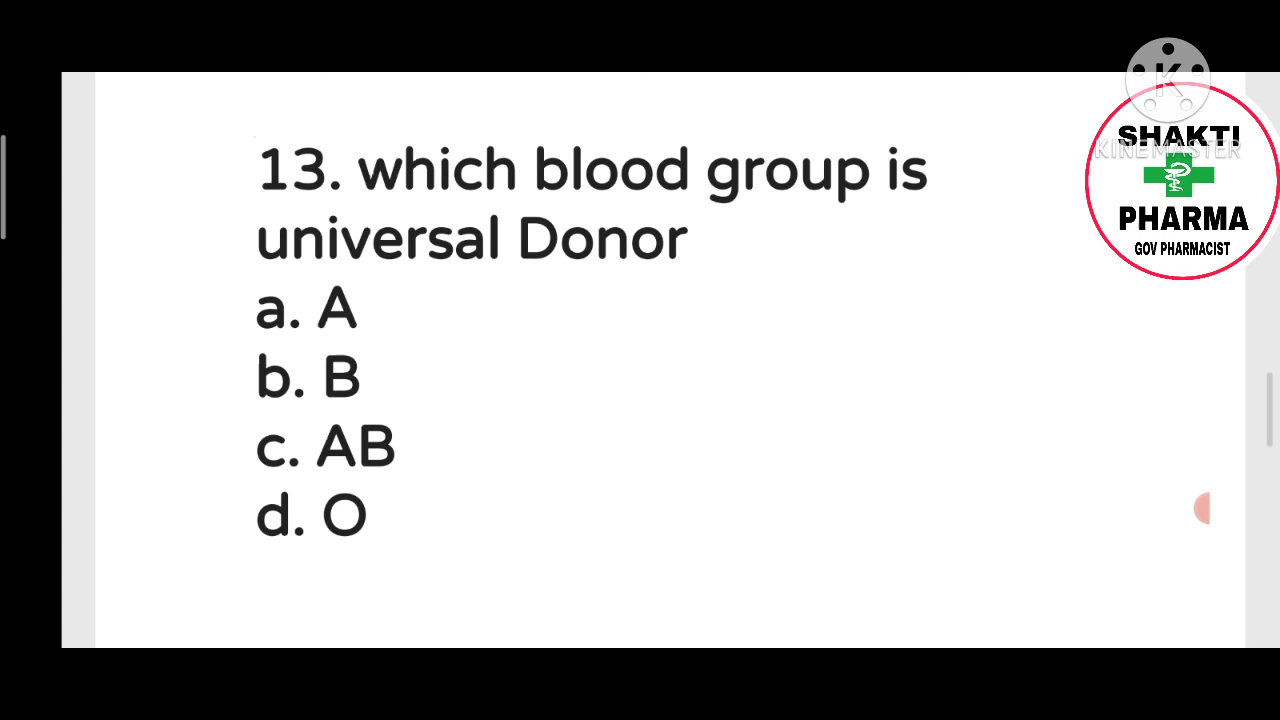 13. which blood group is
universal Donor
a. A
b. B
c. AB
d. O
K
KINEMASTER
SHAKTI
PHARMA
GOV PHARMACIST